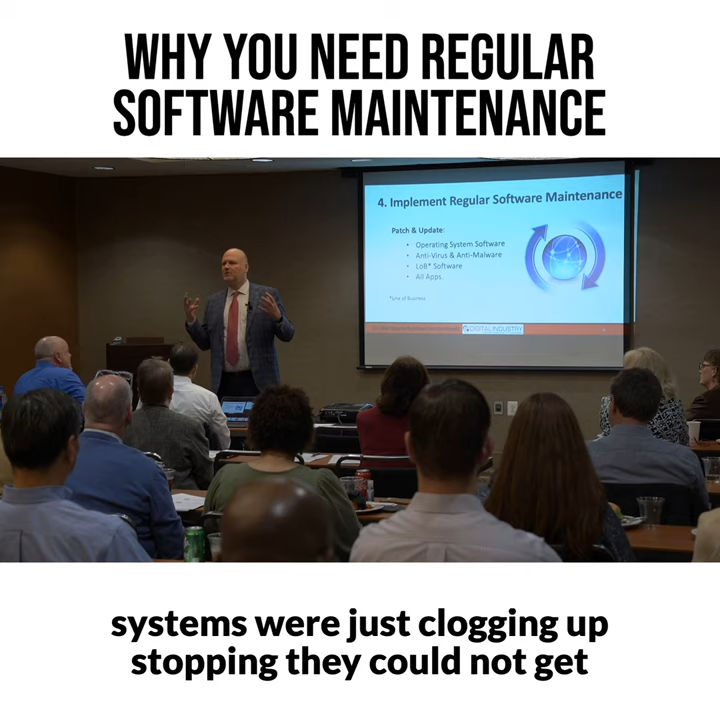 WHY YOU NEED REGULAR
SOFTWARE MAINTENANCE
4. Implement Regular Software Maintenance
Patch & Update:
• Operating System Software
• Anti-Virus & Anti-Malware
• LoB* Software
• All Apps.
*Line of Business
DIGITAL INDUSTRY
systems were just clogging up
stopping they could not get